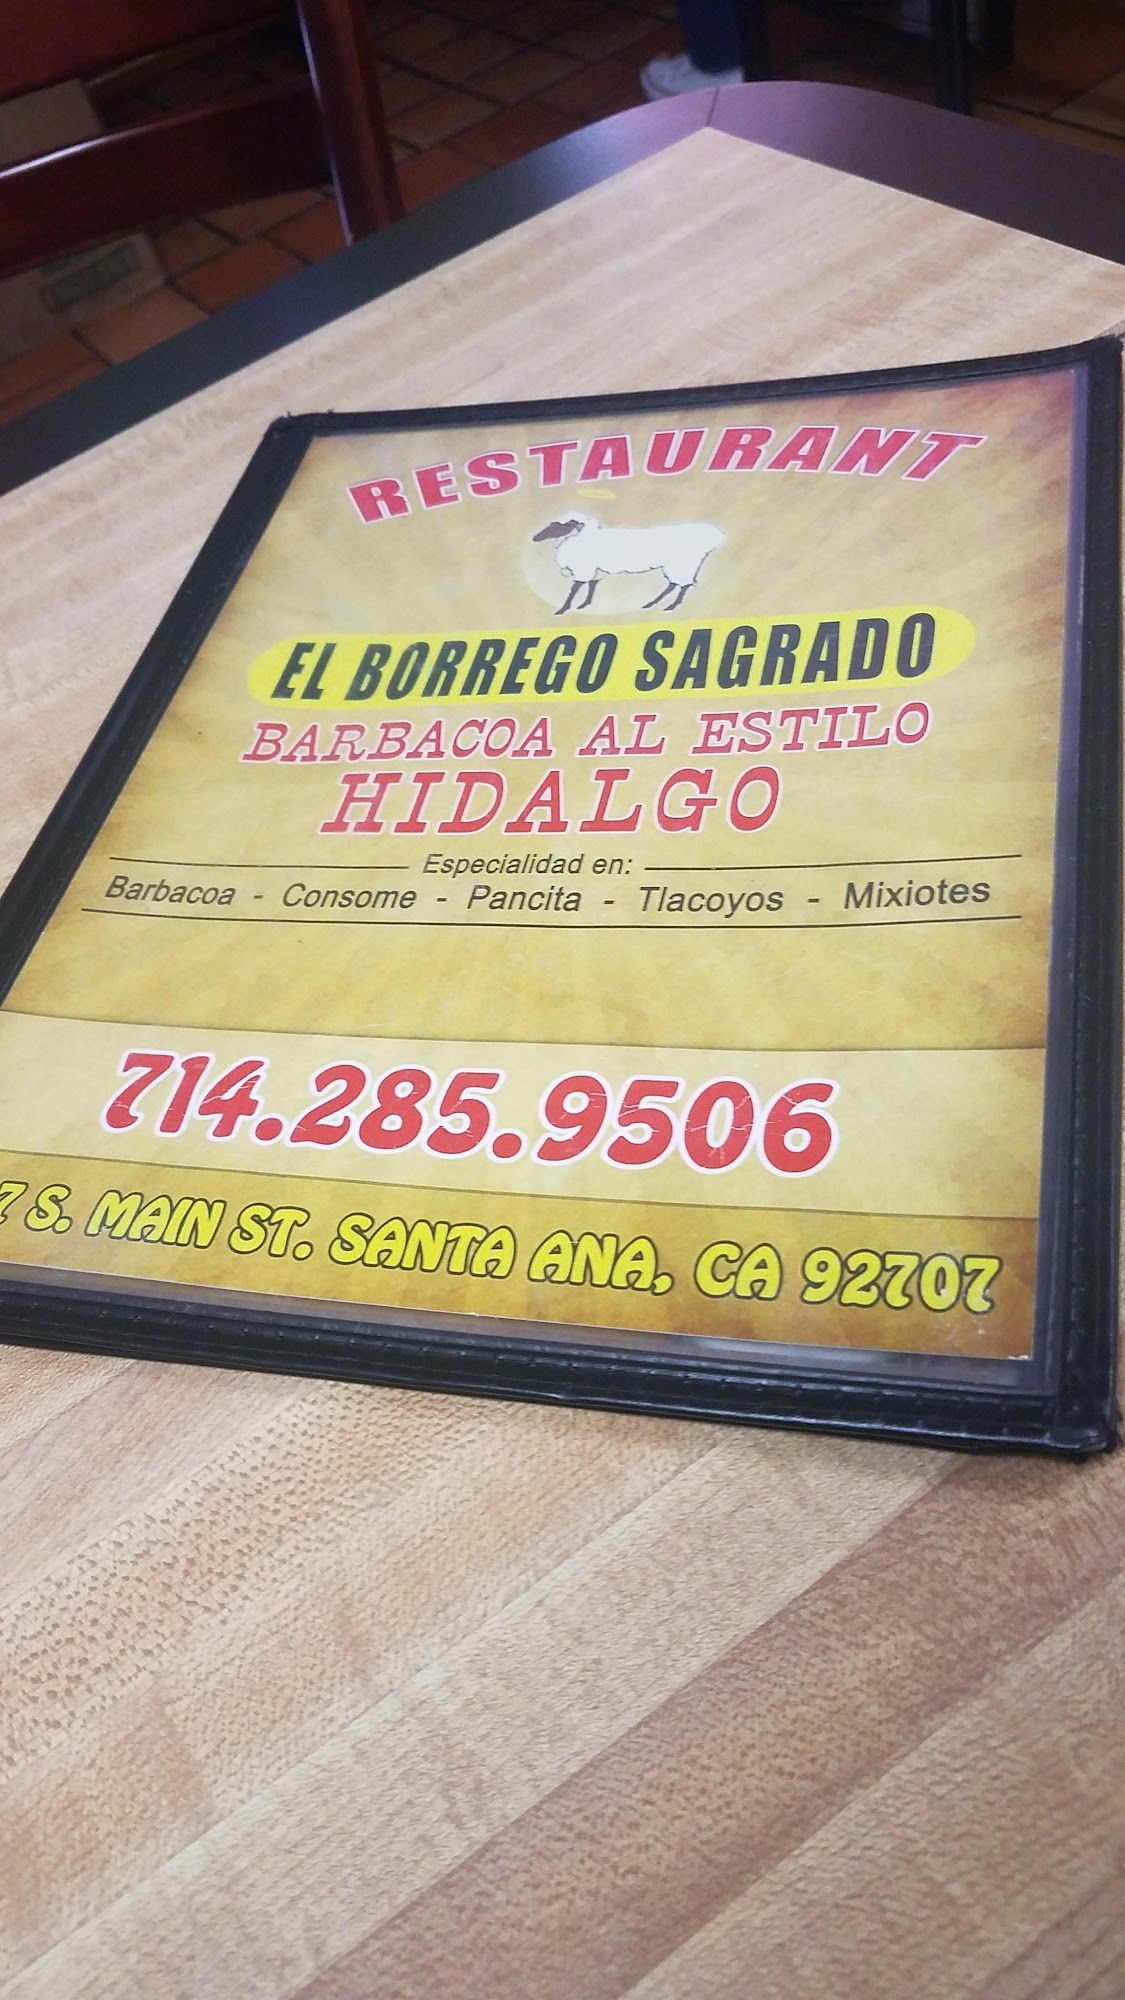 RESTAURANT
EL BORREGO SAGRADO
BARBACOA AL ESTILO
HIDALGO
Especialidad en:
Barbacoa - Consome - Pancita - Tlacoyos - Mixiotes
714.285.9506
7 S. MAIN ST. SANTA ANA, CA 92707